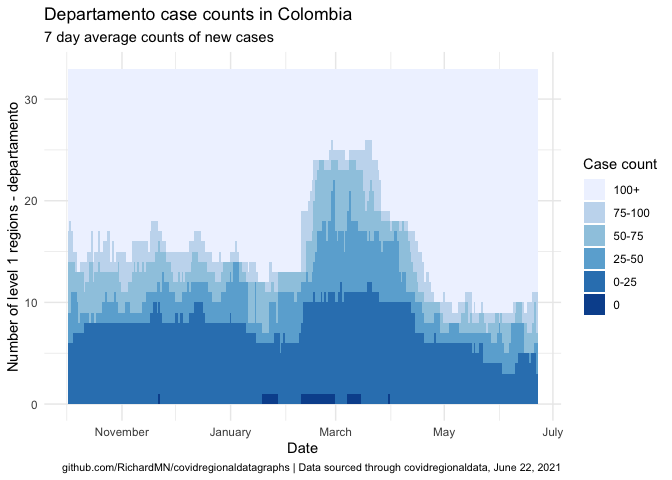 Departamento case counts in Colombia
7 day average counts of new cases
Number of level 1 regions - departamento
30
20
10
0
November
January
March
May
July
Date
Case count
100+
75-100
50-75
25-50
0-25
0
github.com/RichardMN/covidregionaldatagraphs | Data sourced through covidregionaldata, June 22, 2021